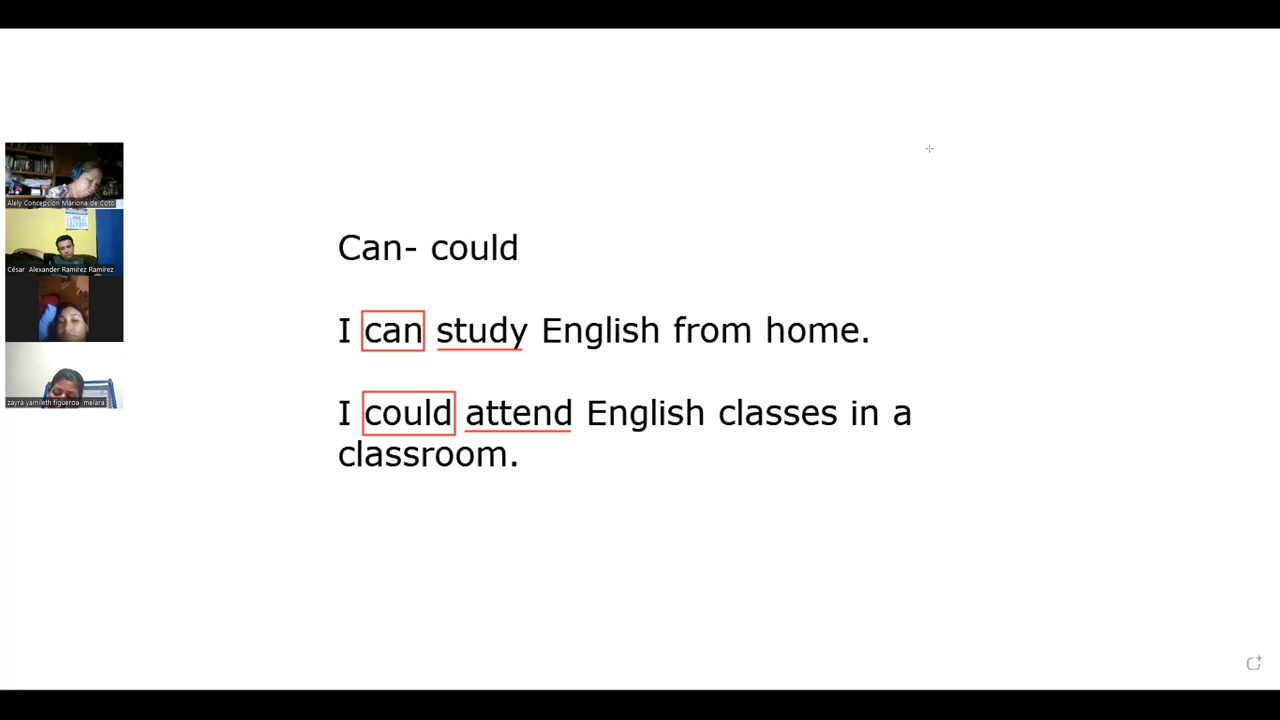 Alely Concepcion Mariona de Coto
César Alexander Ramírez Ramírez
zayra yamileth figueroa melara
Can- could
I can study English from home.
I could attend English classes in a
classroom.